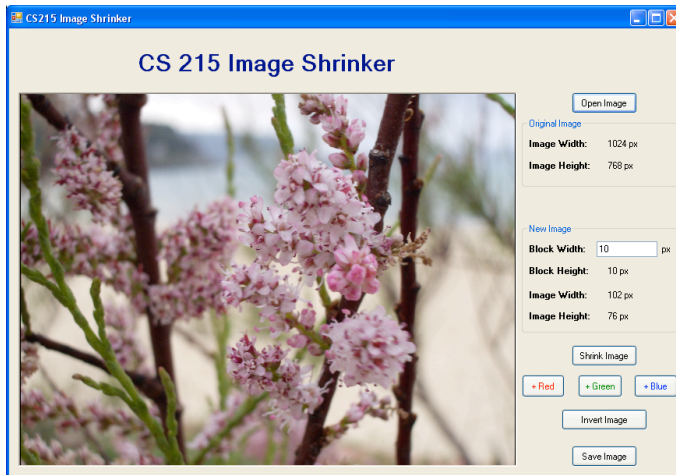 CS215 Image Shrinker
CS 215 Image Shrinker
Open Image
Original Image
Image Width: 1024 px
Image Height: 768 px
New Image
Block Width: 10 px
Block Height: 10 px
Image Width: 102 px
Image Height: 76 px
Shrink Image
+ Red + Green + Blue
Invert Image
Save Image